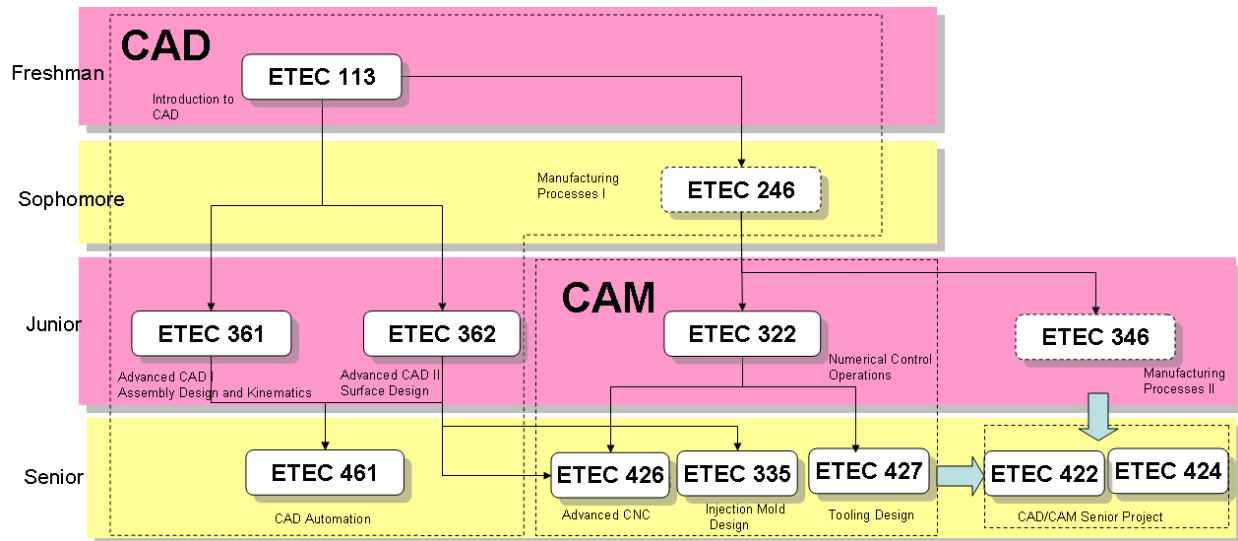 CAD
Freshman
ETEC 113
Introduction to
CAD
Sophomore
Manufacturing
Processes I
ETEC 246
CAM
Junior
ETEC 361
ETEC 362
ETEC 322
ETEC 346
Advanced CAD I
Assembly Design and Kinematics
Advanced CAD II
Surface Design
Numerical Control
Operations
Manufacturing
Processes II
Senior
ETEC 461
ETEC 426
ETEC 335
ETEC 427
ETEC 422
ETEC 424
CAD Automation
Advanced CNC
Injection Mold
Design
Tooling Design
CAD/CAM Senior Project